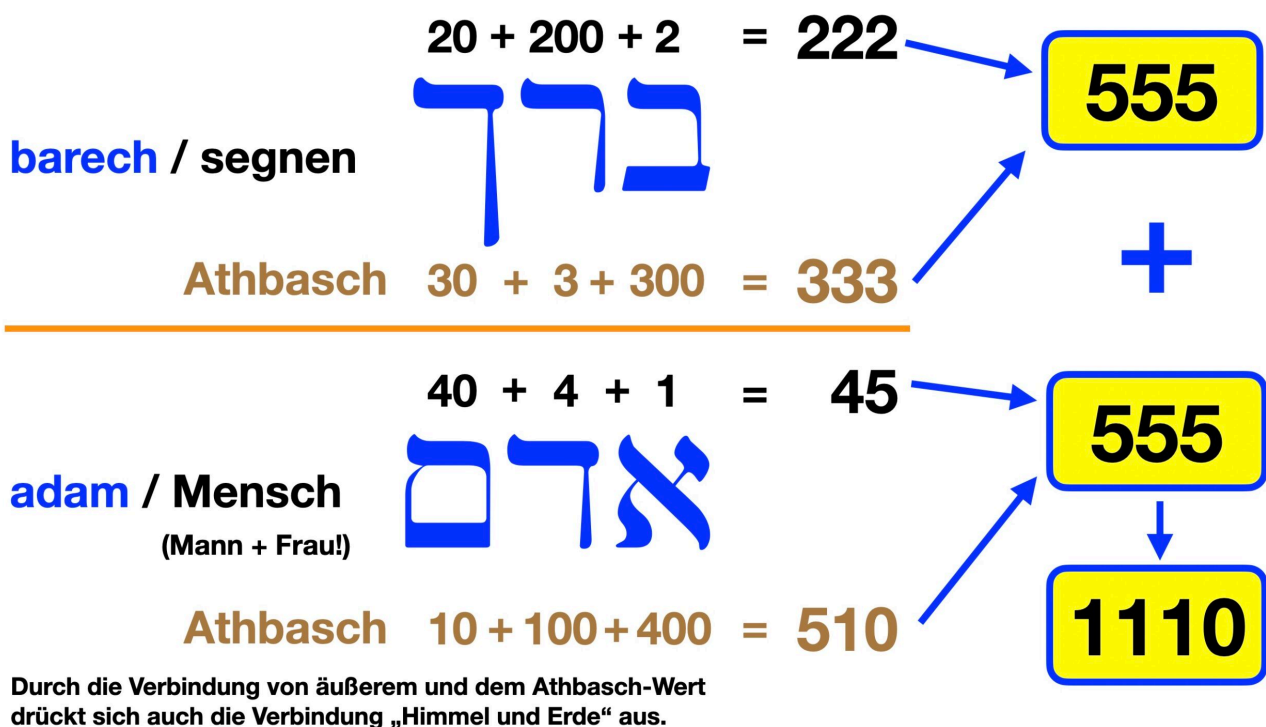 20 + 200 + 2 = 222
555
ברך
barech / segnen
Athbasch 30 + 3 + 300 = 333
+
40 + 4 + 1 = 45
555
אדם
adam / Mensch
(Mann + Frau!)
Athbasch 10 + 100 + 400 = 510
1110
Durch die Verbindung von äußerem und dem Athbasch-Wert
drückt sich auch die Verbindung „Himmel und Erde“ aus.